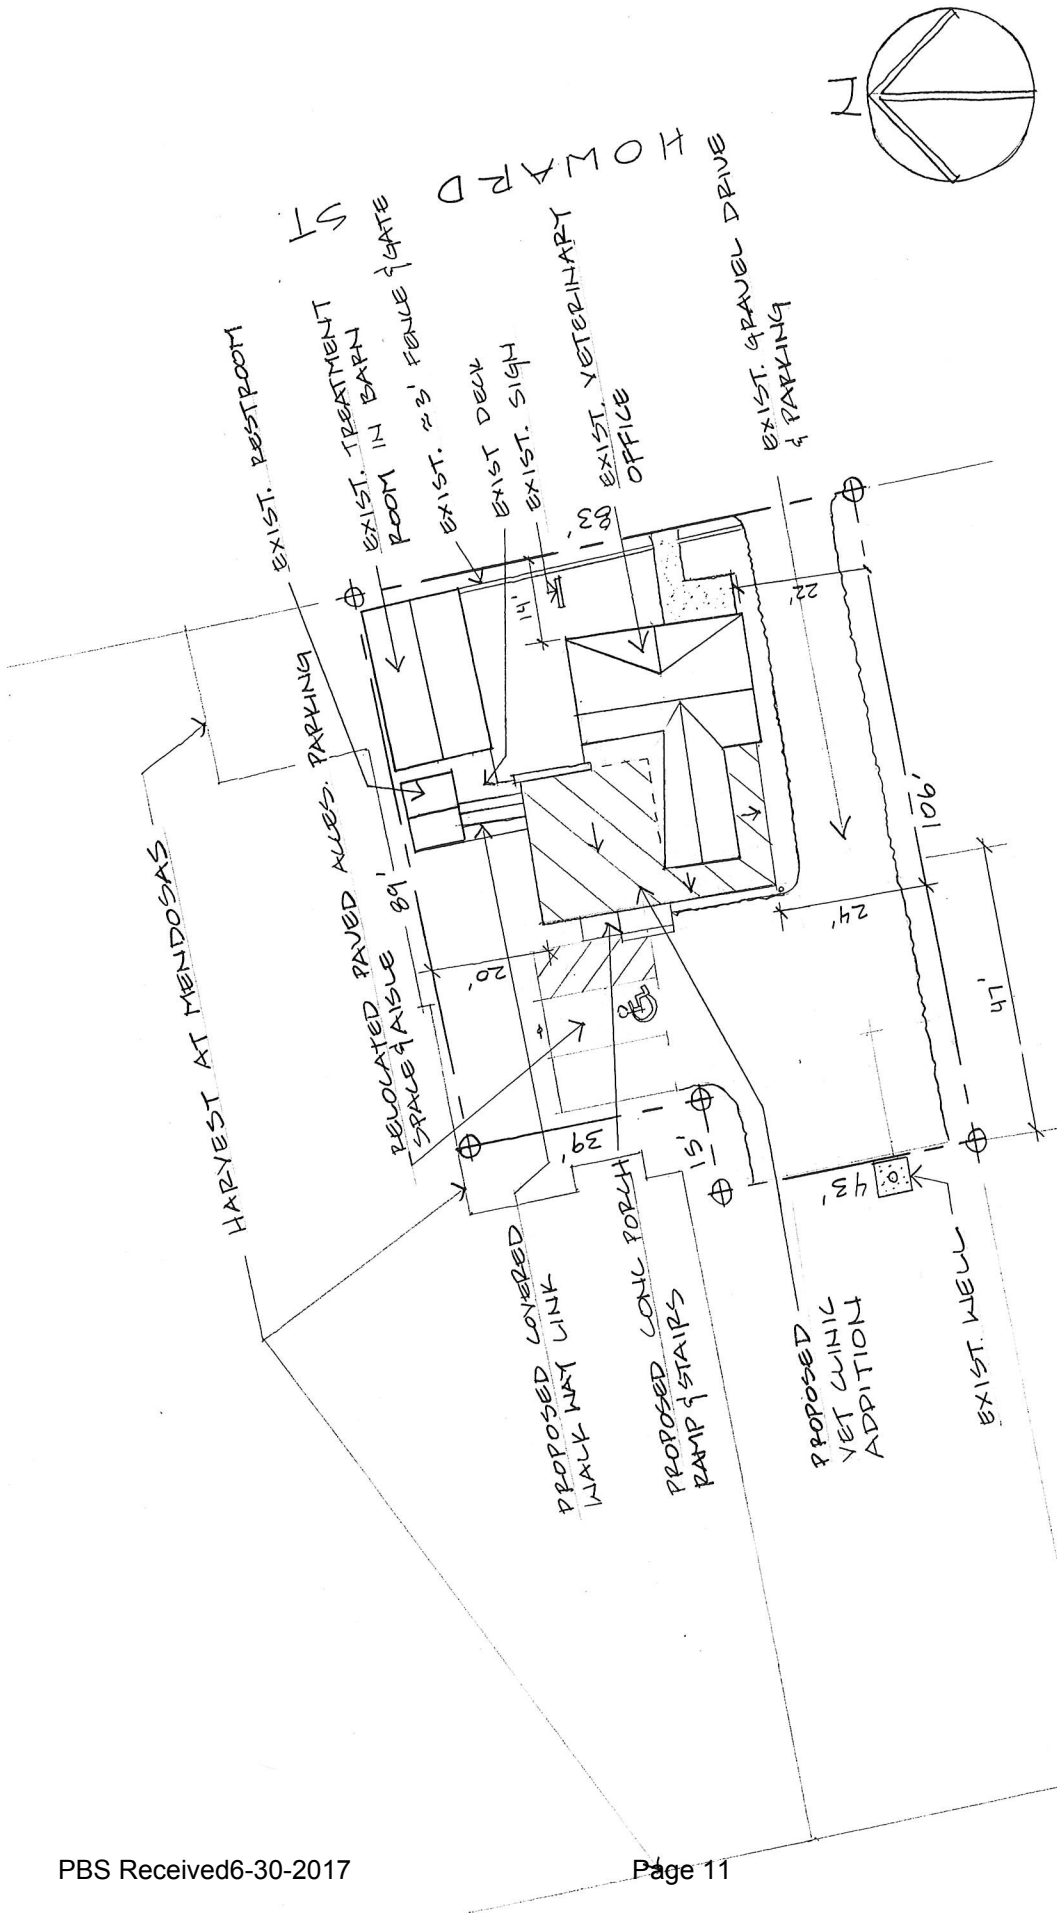 N
HOWARD ST
EXIST. RESTROOM
EXIST. TREATMENT
ROOM IN BARN
EXIST. ≈3' FENCE & GATE
EXIST DECK
EXIST. SIGN
EXIST. VETERINARY
OFFICE
EXIST. GRAVEL DRIVE
& PARKING
HARVEST AT MENDOSAS
RELOCATED PAVED ACCES. PARKING
SPACE & AISLE
89'
83'
14'
22'
20'
24'
106'
47'
39'
15'
43'
PROPOSED COVERED
WALK WAY LINK
PROPOSED CONC PORCH
RAMP & STAIRS
PROPOSED
VET CLINIC
ADDITION
EXIST. WELL
PBS Received6-30-2017
Page 11